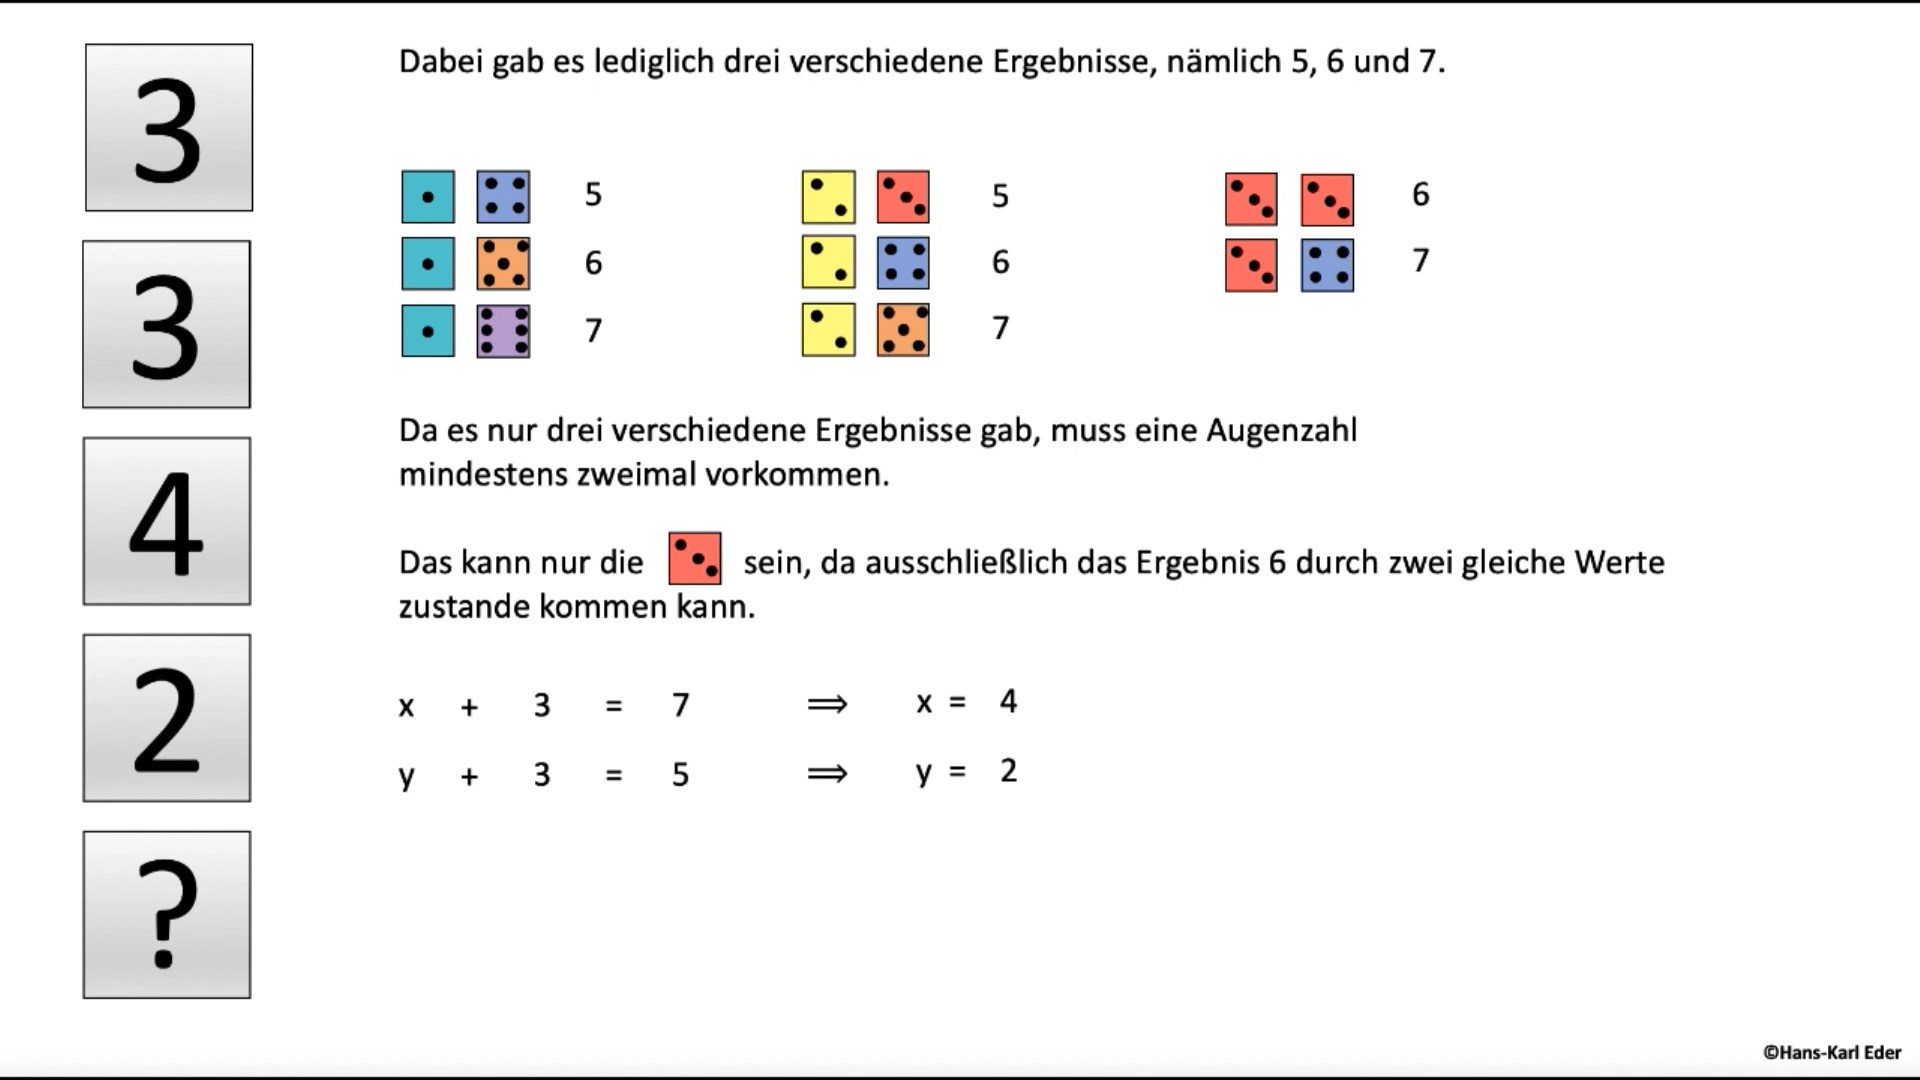 3
3
4
2
?
Dabei gab es lediglich drei verschiedene Ergebnisse, nämlich 5, 6 und 7.
5 5 6
6 6 7
7 7
Da es nur drei verschiedene Ergebnisse gab, muss eine Augenzahl
mindestens zweimal vorkommen.
Das kann nur die sein, da ausschließlich das Ergebnis 6 durch zwei gleiche Werte
zustande kommen kann.
x + 3 = 7 ⟹ x = 4
y + 3 = 5 ⟹ y = 2
©Hans-Karl Eder